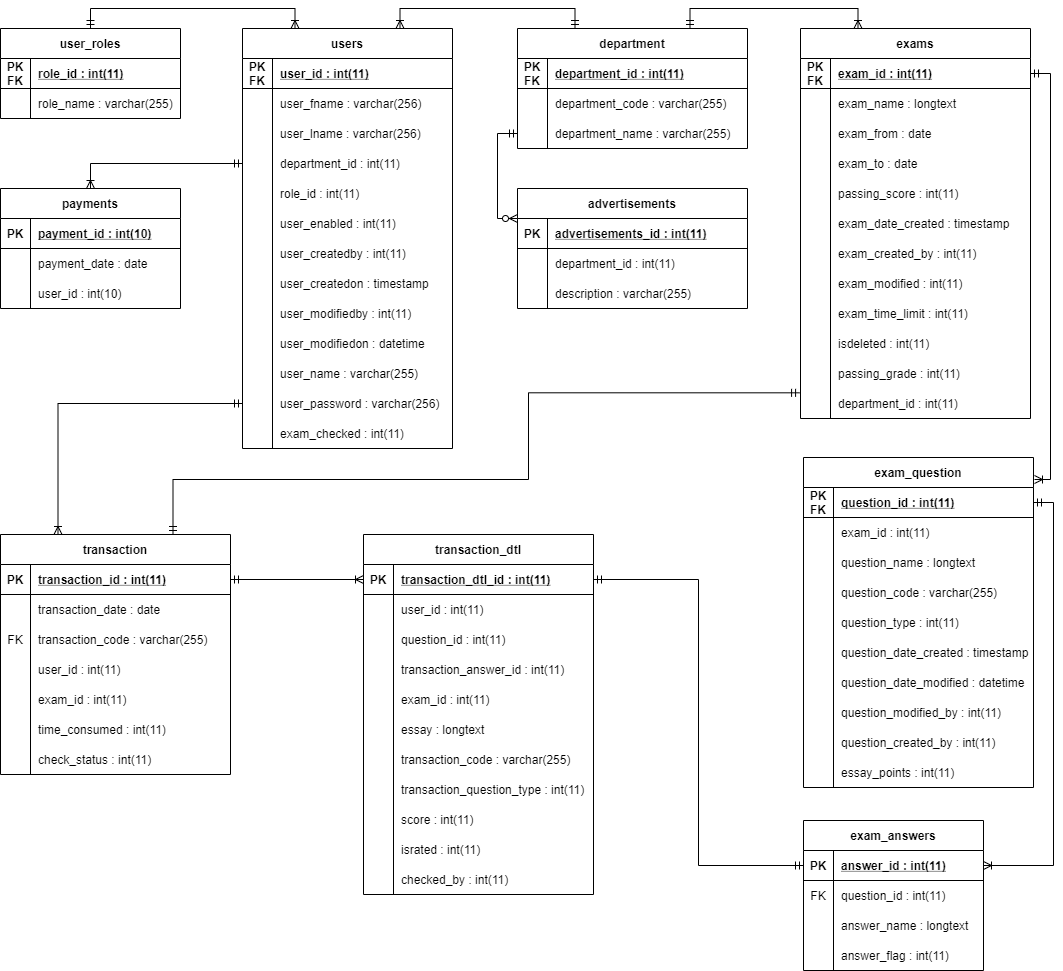 user_roles
PK
FK
role_id : int(11)
role_name : varchar(255)
users
PK
FK
user_id : int(11)
user_fname : varchar(256)
user_lname : varchar(256)
department_id : int(11)
role_id : int(11)
user_enabled : int(11)
user_createdby : int(11)
user_createdon : timestamp
user_modifiedby : int(11)
user_modifiedon : datetime
user_name : varchar(255)
user_password : varchar(256)
exam_checked : int(11)
department
PK
FK
department_id : int(11)
department_code : varchar(255)
department_name : varchar(255)
exams
PK
FK
exam_id : int(11)
exam_name : longtext
exam_from : date
exam_to : date
passing_score : int(11)
exam_date_created : timestamp
exam_created_by : int(11)
exam_modified : int(11)
exam_time_limit : int(11)
isdeleted : int(11)
passing_grade : int(11)
department_id : int(11)
payments
PK
payment_id : int(10)
payment_date : date
user_id : int(10)
advertisements
PK
advertisements_id : int(11)
department_id : int(11)
description : varchar(255)
exam_question
PK
FK
question_id : int(11)
exam_id : int(11)
question_name : longtext
question_code : varchar(255)
question_type : int(11)
question_date_created : timestamp
question_date_modified : datetime
question_modified_by : int(11)
question_created_by : int(11)
essay_points : int(11)
transaction
PK
transaction_id : int(11)
transaction_date : date
FK
transaction_code : varchar(255)
user_id : int(11)
exam_id : int(11)
time_consumed : int(11)
check_status : int(11)
transaction_dtl
PK
transaction_dtl_id : int(11)
user_id : int(11)
question_id : int(11)
transaction_answer_id : int(11)
exam_id : int(11)
essay : longtext
transaction_code : varchar(255)
transaction_question_type : int(11)
score : int(11)
israted : int(11)
checked_by : int(11)
exam_answers
PK
answer_id : int(11)
FK
question_id : int(11)
answer_name : longtext
answer_flag : int(11)